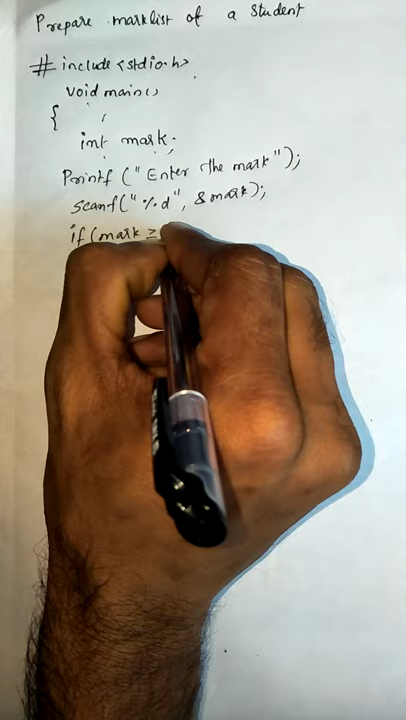 Prepare marklist of a student
# include <stdio.h>
void main()
{
int mark;
Printf ("Enter the mark");
scanf("%d", &mark);
if (mark ≥